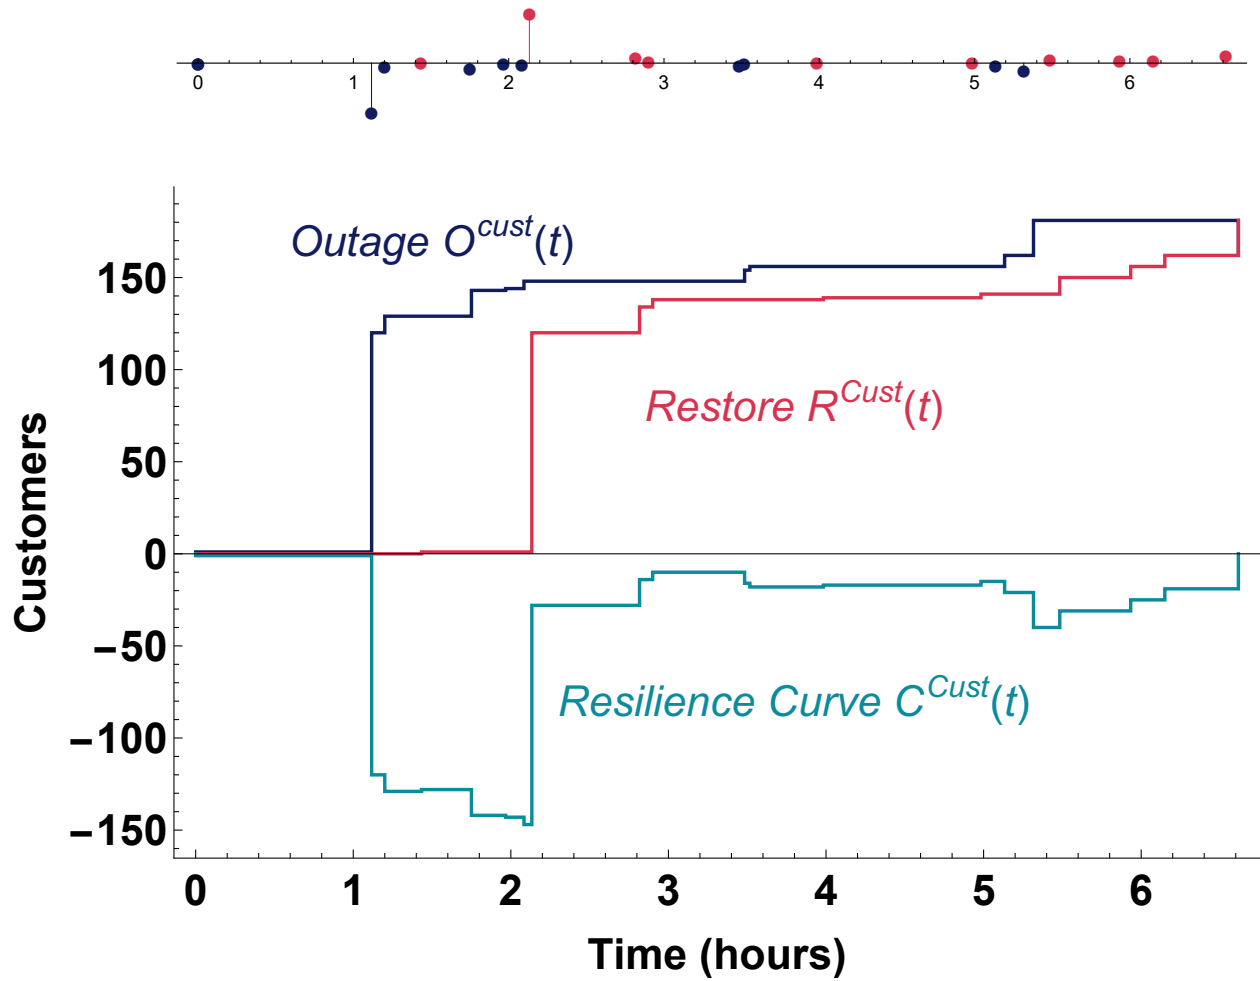 0 1 2 3 4 5 6
Outage O^cust(t)
Restore R^Cust(t)
Resilience Curve C^Cust(t)
Customers
150
100
50
0
−50
−100
−150
0 1 2 3 4 5 6
Time (hours)